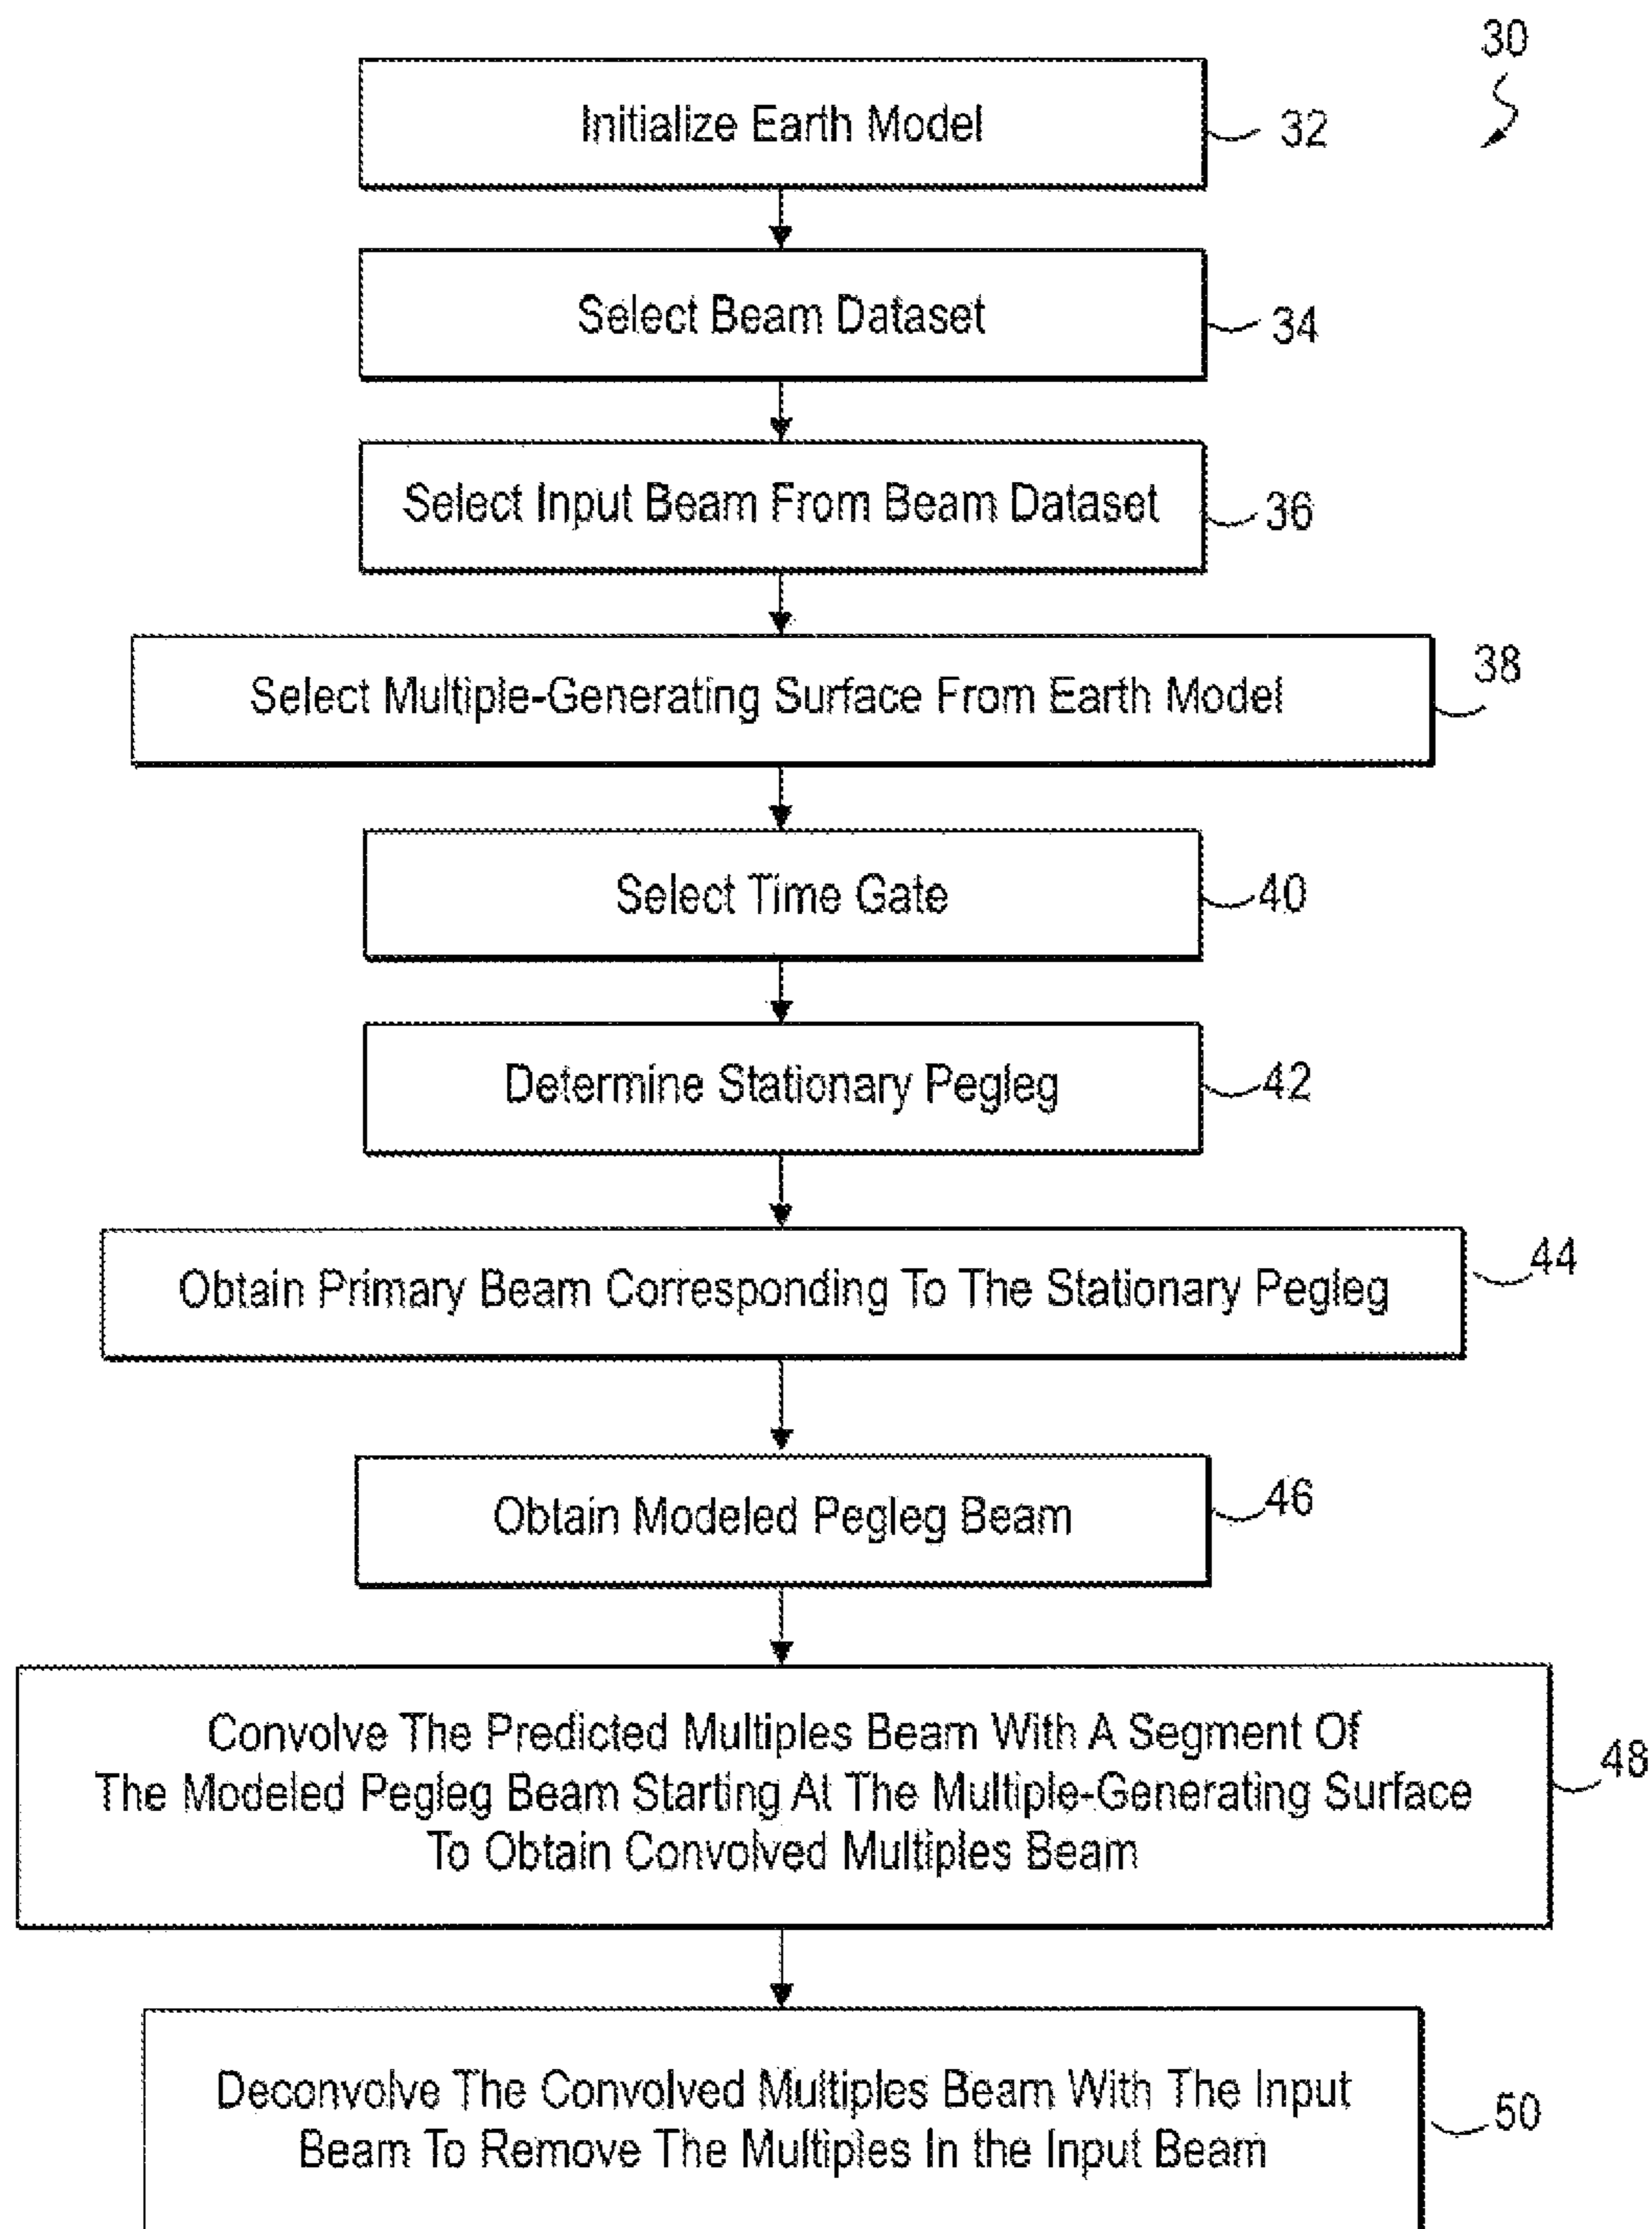 30
Initialize Earth Model
32
Select Beam Dataset
34
Select Input Beam From Beam Dataset
36
Select Multiple-Generating Surface From Earth Model
38
Select Time Gate
40
Determine Stationary Pegleg
42
Obtain Primary Beam Corresponding To The Stationary Pegleg
44
Obtain Modeled Pegleg Beam
46
Convolve The Predicted Multiples Beam With A Segment Of
The Modeled Pegleg Beam Starting At The Multiple-Generating Surface
To Obtain Convolved Multiples Beam
48
Deconvolve The Convolved Multiples Beam With The Input
Beam To Remove The Multiples In the Input Beam
50